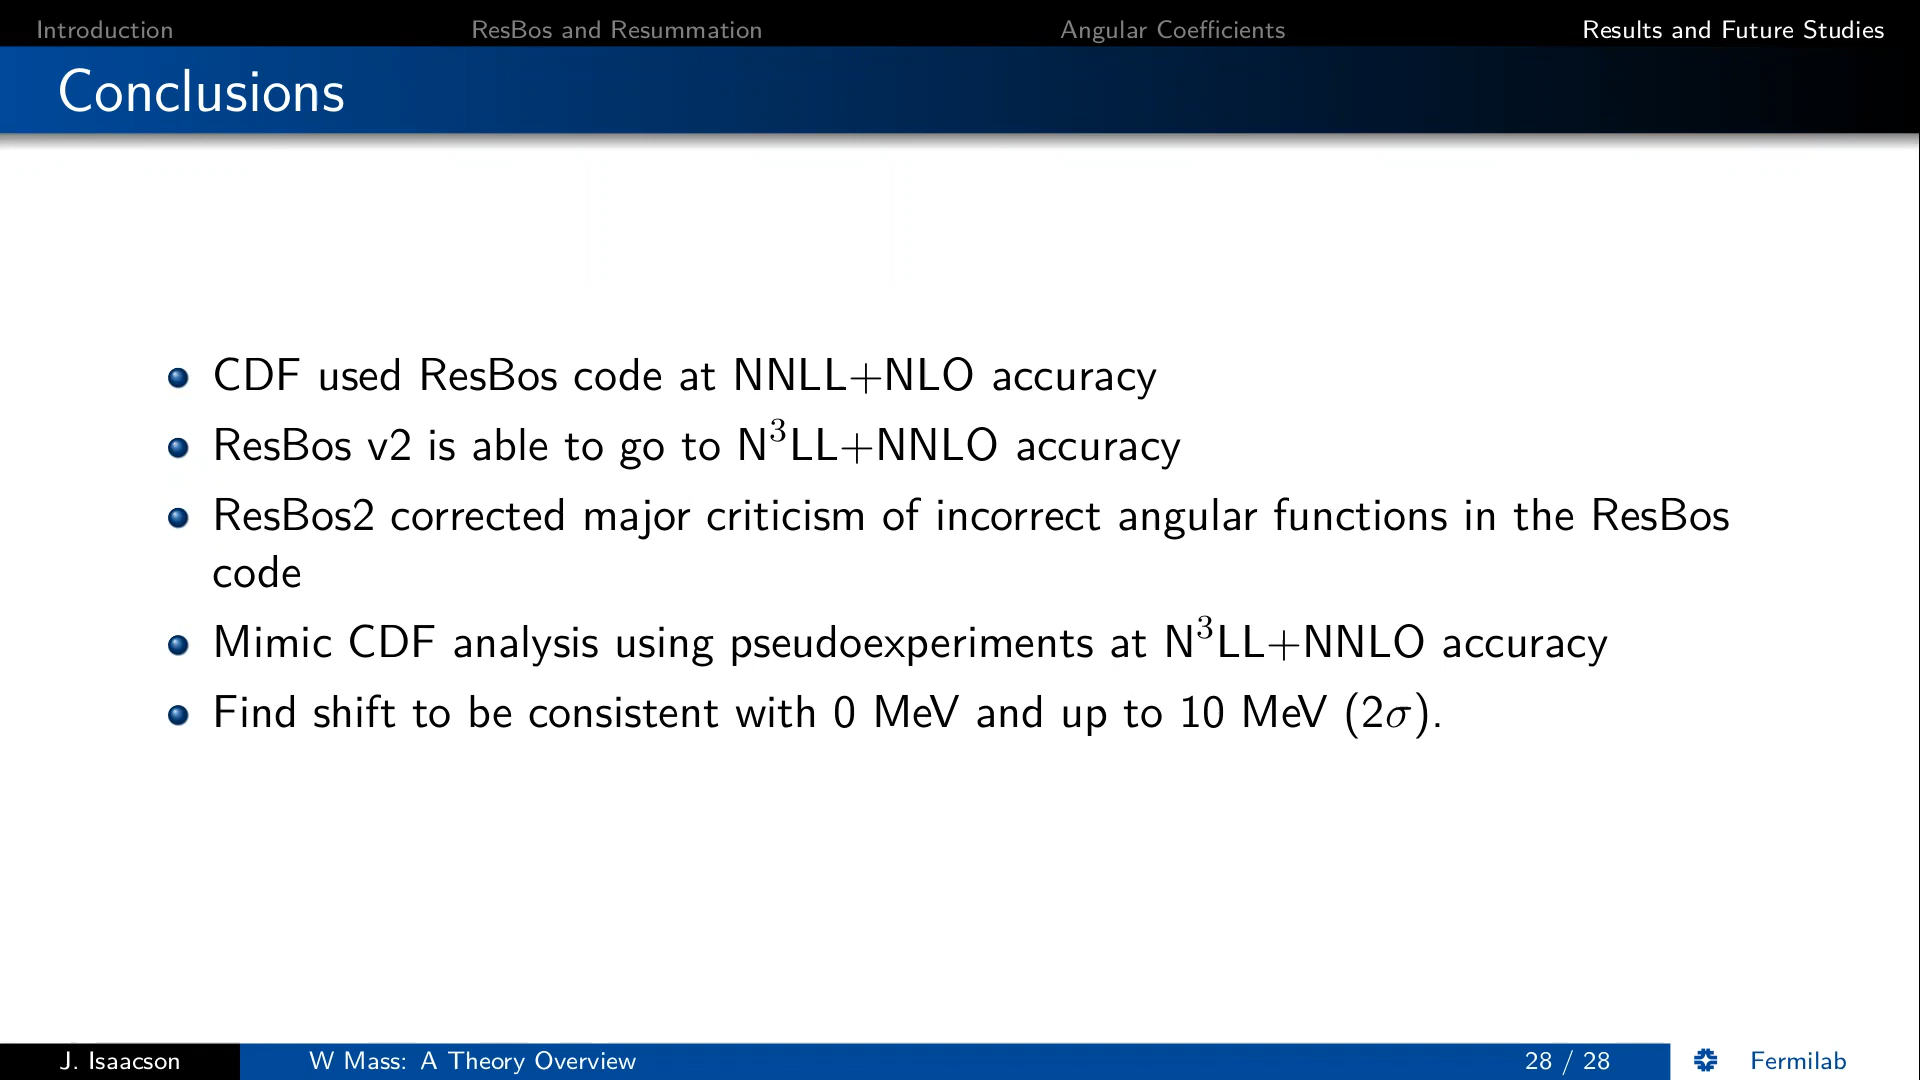 Introduction ResBos and Resummation Angular Coefficients Results and Future Studies
Conclusions
CDF used ResBos code at NNLL+NLO accuracy
ResBos v2 is able to go to N³LL+NNLO accuracy
ResBos2 corrected major criticism of incorrect angular functions in the ResBos
code
Mimic CDF analysis using pseudoexperiments at N³LL+NNLO accuracy
Find shift to be consistent with 0 MeV and up to 10 MeV (2σ).
J. Isaacson W Mass: A Theory Overview 28 / 28 Fermilab